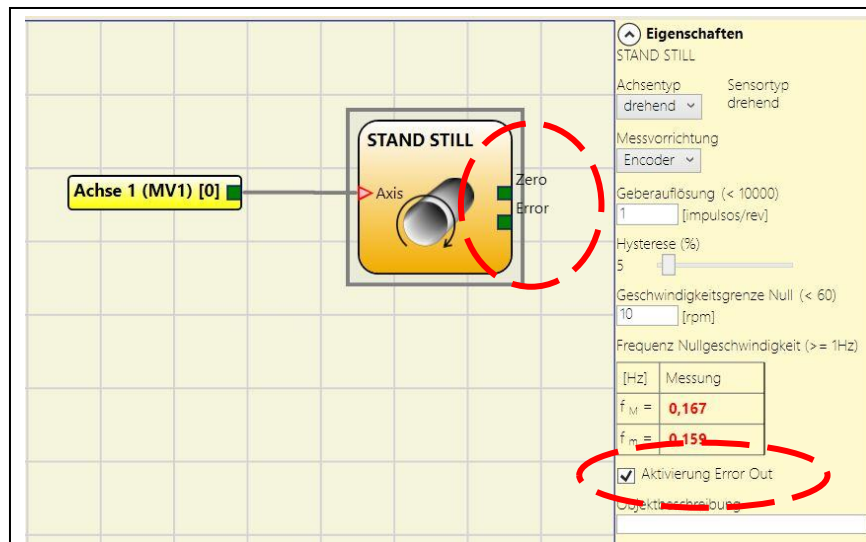 STAND STILL
Achse 1 (MV1) [0]
Axis
Zero
Error
Eigenschaften
STAND STILL
Achsentyp Sensortyp
drehend drehend
Messvorrichtung
Encoder
Geberauflösung (< 10000)
1 [impulsos/rev]
Hysterese (%)
5
Geschwindigkeitsgrenze Null (< 60)
10 [rpm]
Frequenz Nullgeschwindigkeit (>= 1Hz)
[Hz] Messung
f M = 0,167
f m = 0,159
Aktivierung Error Out
Objektbeschreibung